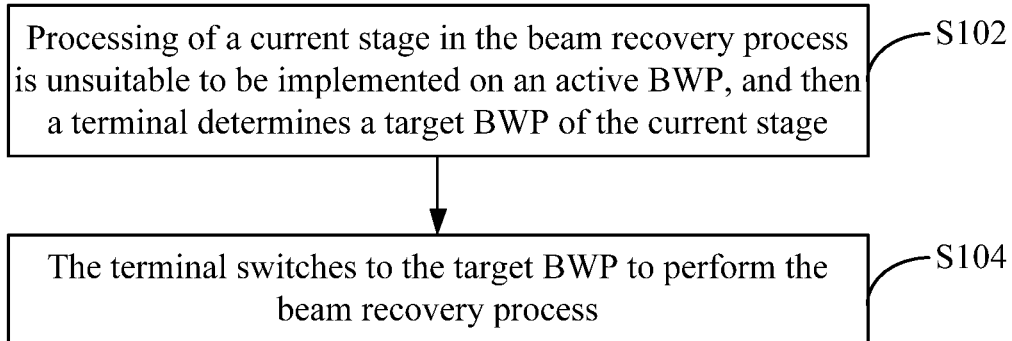 Processing of a current stage in the beam recovery process
is unsuitable to be implemented on an active BWP, and then
a terminal determines a target BWP of the current stage
S102
The terminal switches to the target BWP to perform the
beam recovery process
S104